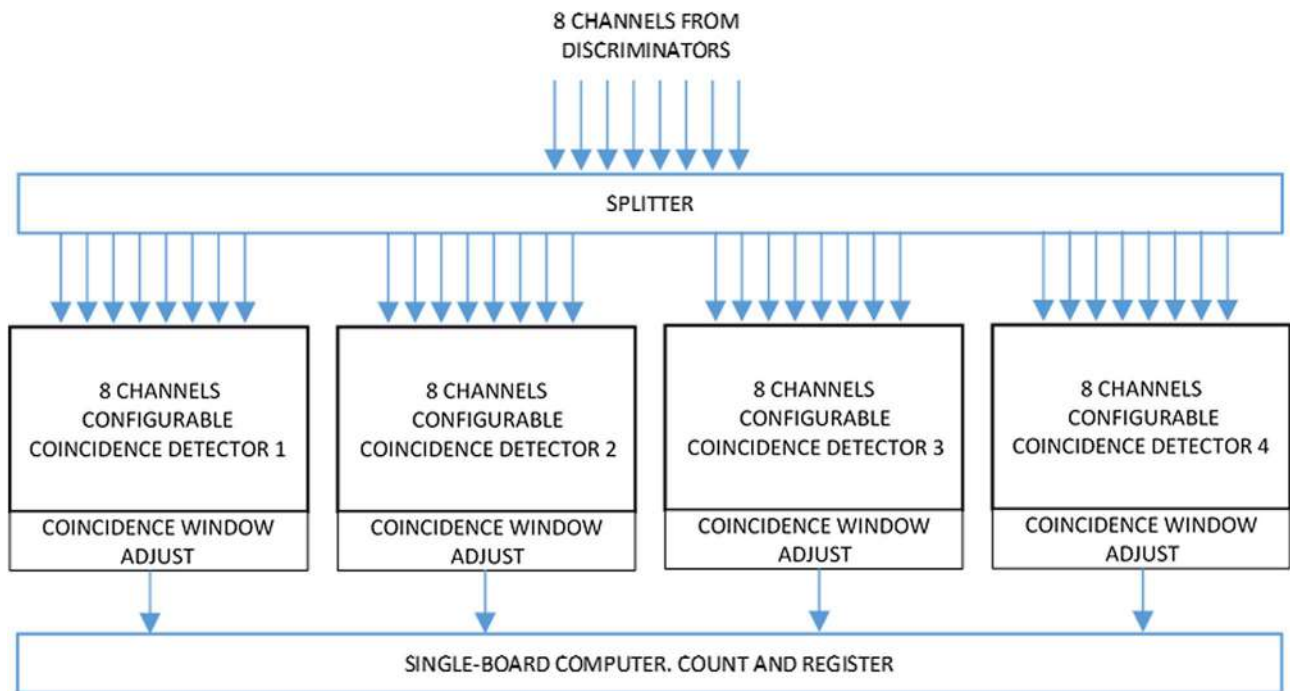 8 CHANNELS FROM
DISCRIMINATORS
SPLITTER
8 CHANNELS
CONFIGURABLE
COINCIDENCE DETECTOR 1
COINCIDENCE WINDOW
ADJUST
8 CHANNELS
CONFIGURABLE
COINCIDENCE DETECTOR 2
COINCIDENCE WINDOW
ADJUST
8 CHANNELS
CONFIGURABLE
COINCIDENCE DETECTOR 3
COINCIDENCE WINDOW
ADJUST
8 CHANNELS
CONFIGURABLE
COINCIDENCE DETECTOR 4
COINCIDENCE WINDOW
ADJUST
SINGLE-BOARD COMPUTER. COUNT AND REGISTER